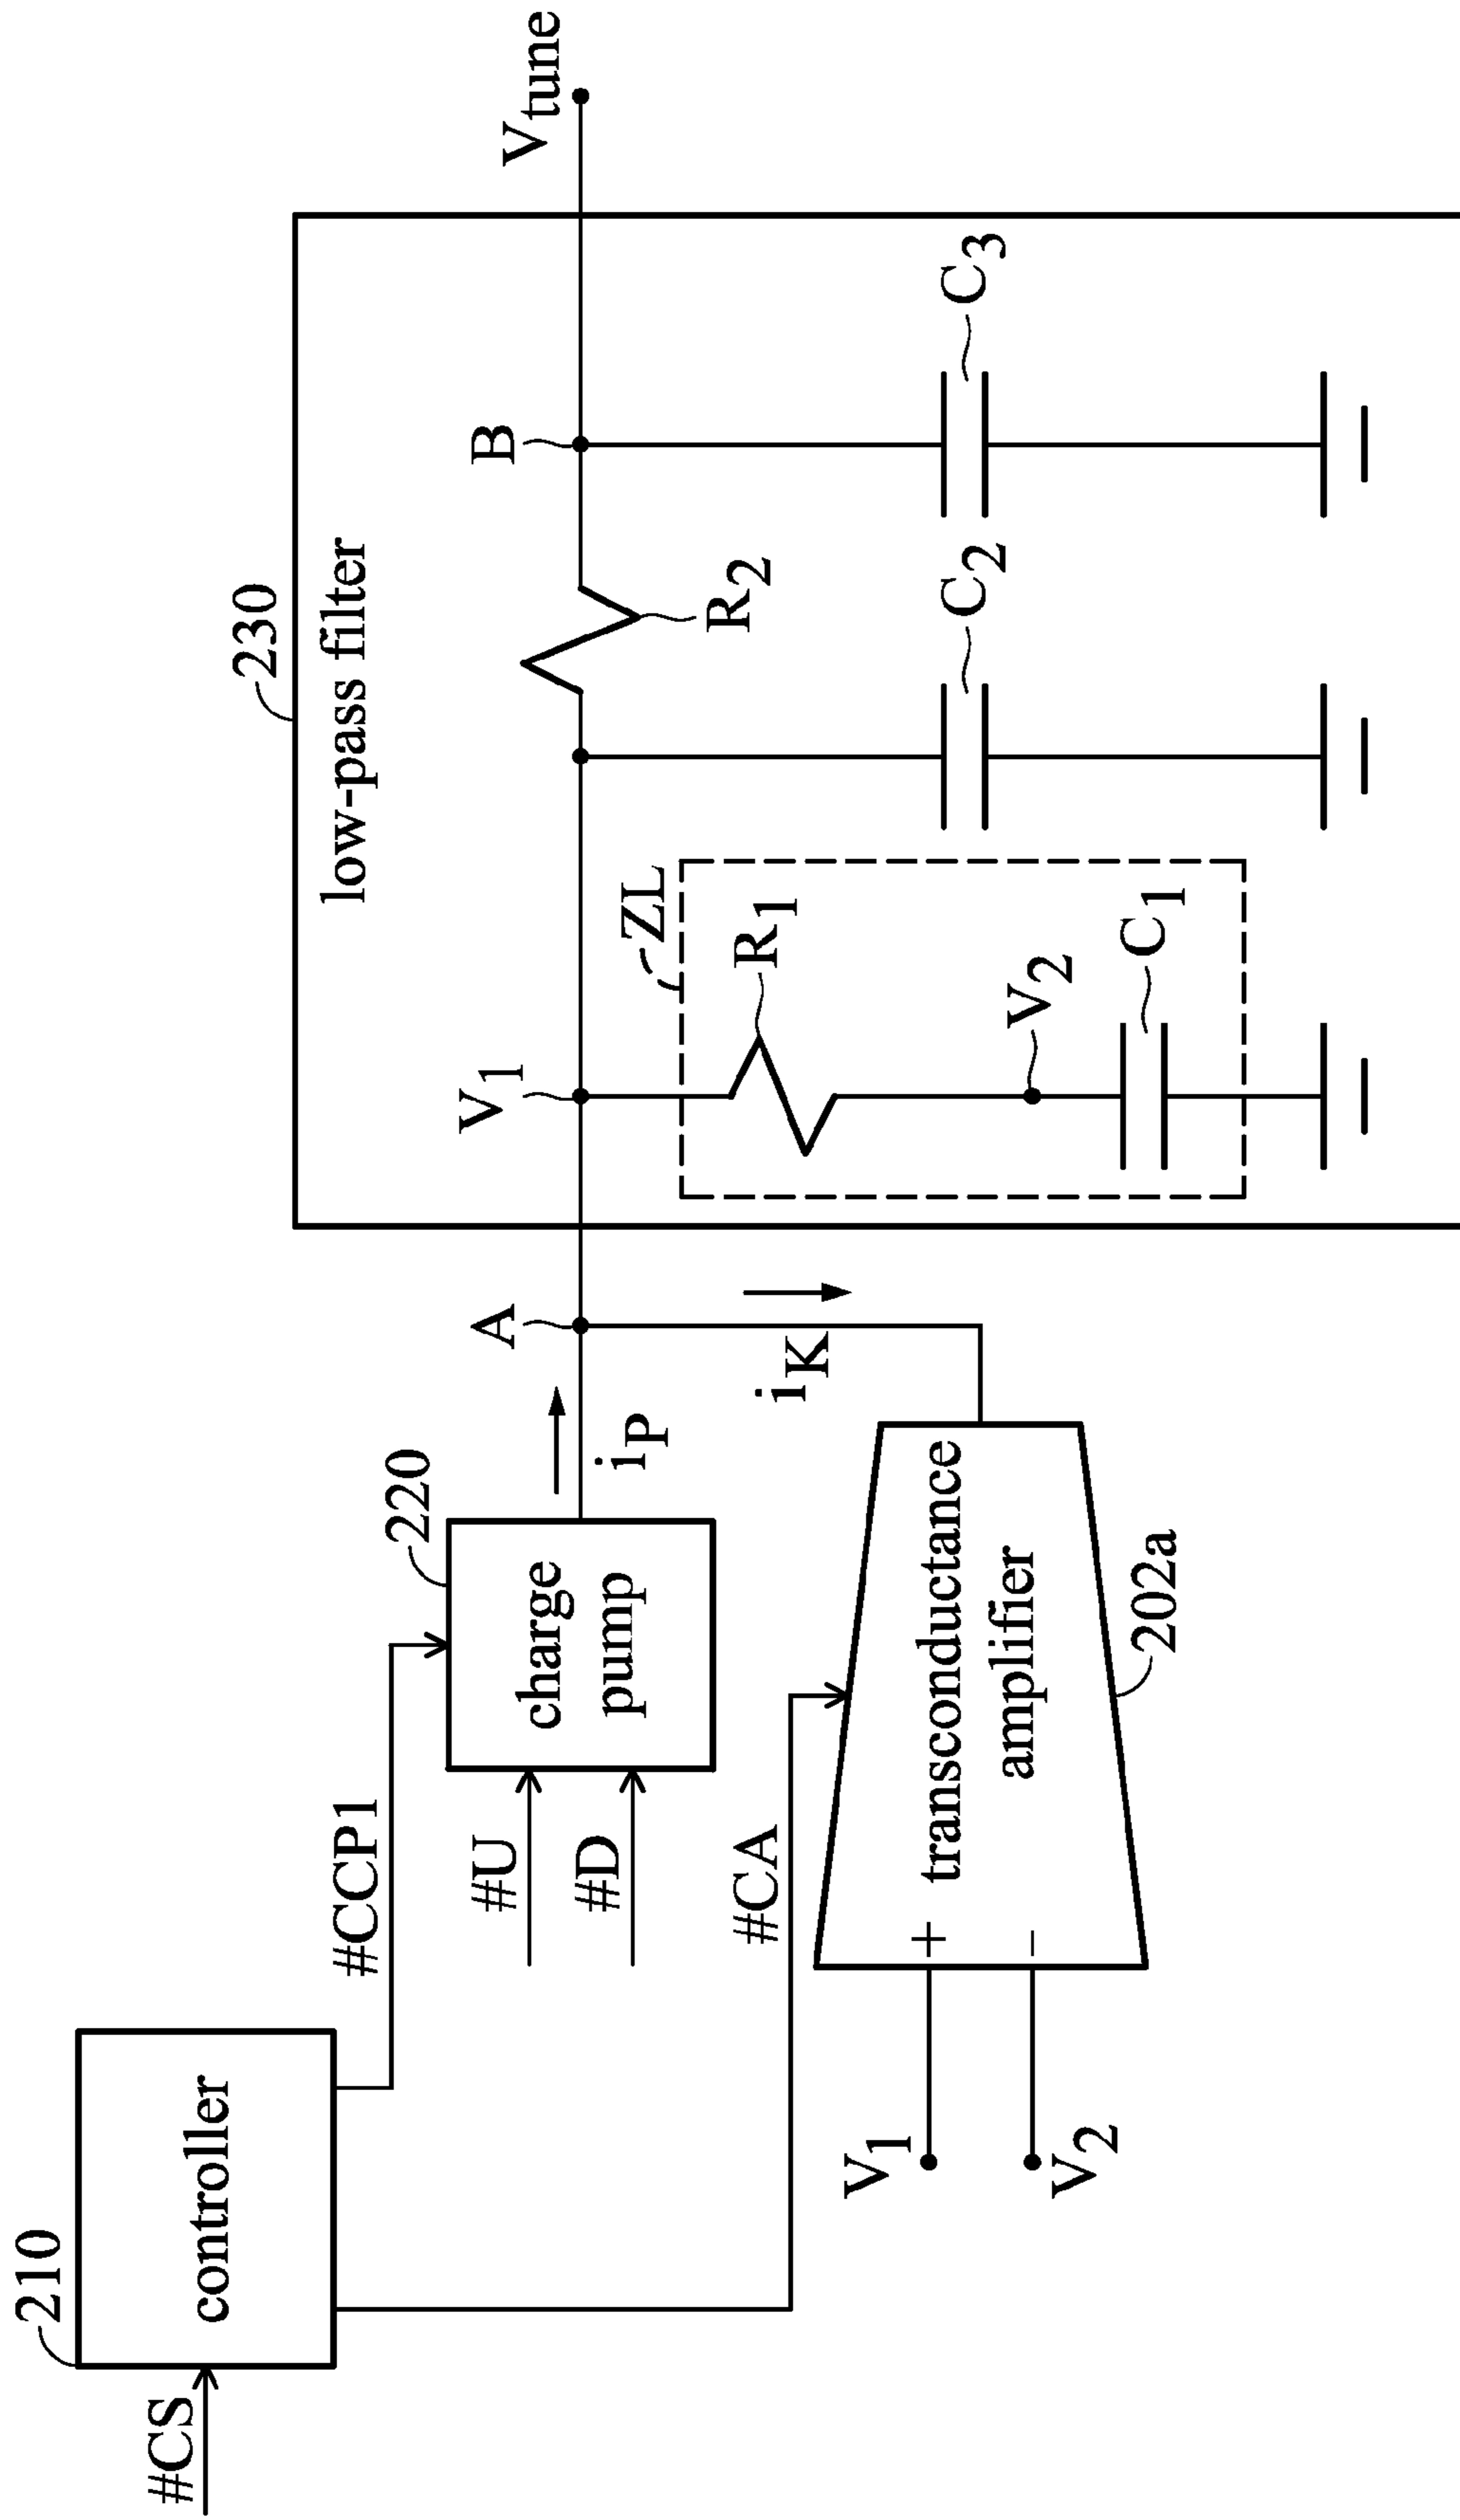 230
low-pass filter
V1
B
Vtune
ZL
R1
R2
V2
C1
C2
C3
A
iP
iK
210
controller
#CS
#CCP1
220
charge
pump
#U
#D
#CA
transconductance
amplifier
+
−
V1
V2
202a